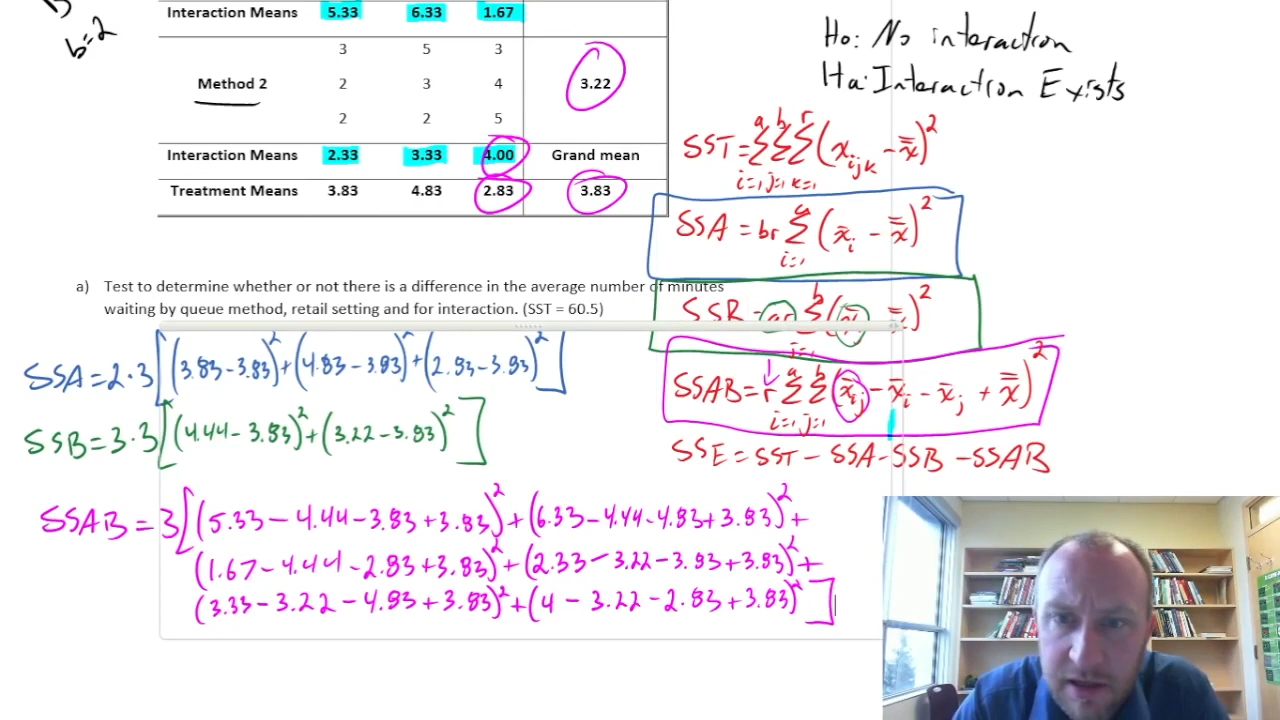 b=2
Interaction Means 5.33 6.33 1.67
3 5 3
Method 2 2 3 4 3.22
2 2 5
Interaction Means 2.33 3.33 4.00 Grand mean
Treatment Means 3.83 4.83 2.83 3.83
Ho: No interaction
Ha: Interaction Exists
SST = Σ Σ Σ (x_ijk - x̿)²
a b r
i=1 j=1 k=1
SSA = br Σ (x̄_i - x̿)²
a
i=1
a) Test to determine whether or not there is a difference in the average number of minutes
waiting by queue method, retail setting and for interaction. (SST = 60.5)
b
SSAB = r Σ Σ (x̄_ij - x̄_i - x̄_j + x̿)²
a b
i=1 j=1
SSE = SST - SSA - SSB - SSAB
SSA = 2·3[(3.83-3.83)²+(4.83-3.83)²+(2.83-3.83)²]
SSB = 3·3[(4.44-3.83)²+(3.22-3.83)²]
SSAB = 3[(5.33-4.44-3.83+3.83)²+(6.33-4.44-4.83+3.83)²+
(1.67-4.44-2.83+3.83)²+(2.33-3.22-3.83+3.83)²+
(3.33-3.22-4.83+3.83)²+(4-3.22-2.83+3.83)²]